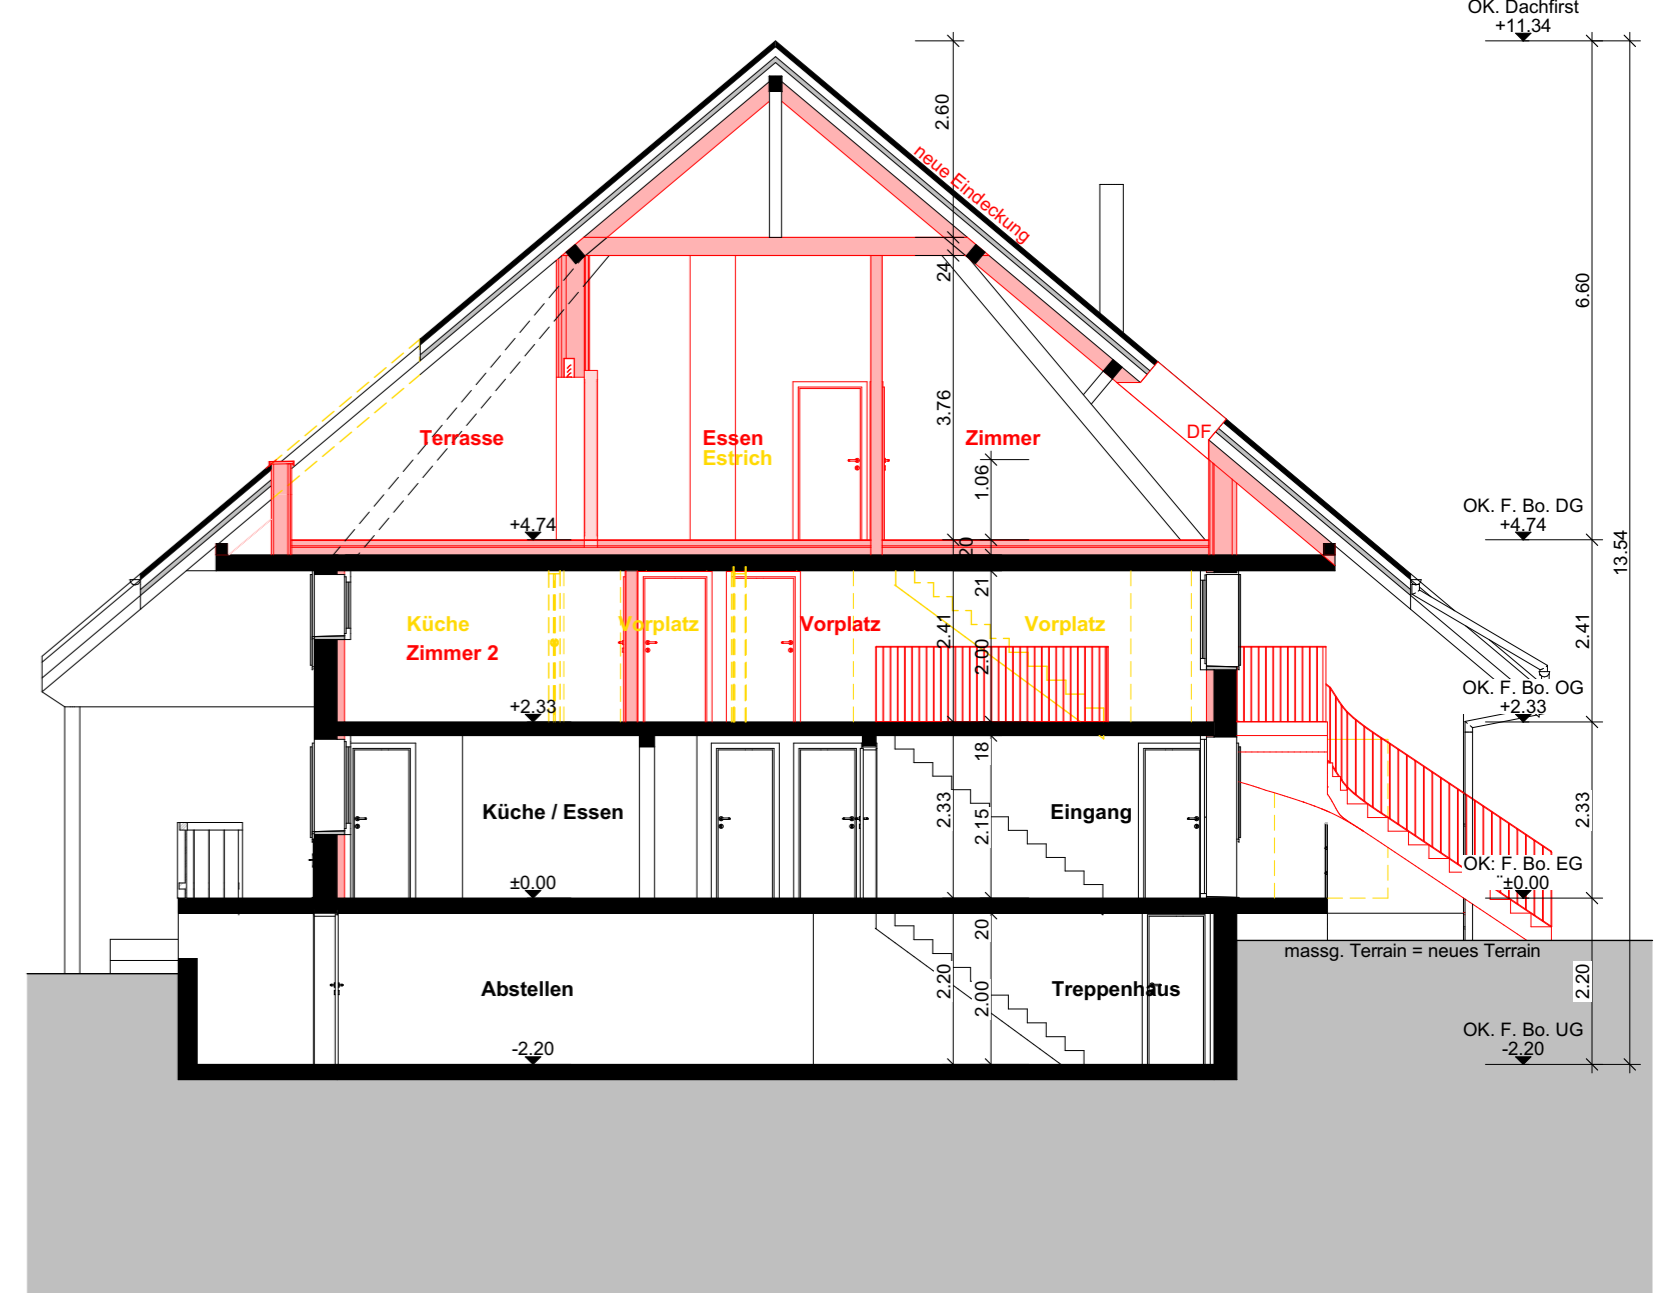 OK. Dachfirst
+11.34
2.60
neue Eindeckung
24
6.60
3.76
Terrasse
Essen
Estrich
Zimmer
DF
1.06
OK. F. Bo. DG
+4.74
+4.74
20
13.54
21
Küche
Vorplatz
Vorplatz
Vorplatz
2.41
2.41
Zimmer 2
2.00
OK. F. Bo. OG
+2.33
+2.33
18
Küche / Essen
2.33
2.15
Eingang
2.33
OK: F. Bo. EG
±0.00
±0.00
20
massg. Terrain = neues Terrain
Abstellen
2.20
2.00
Treppenhaus
2.20
OK. F. Bo. UG
-2.20
-2.20